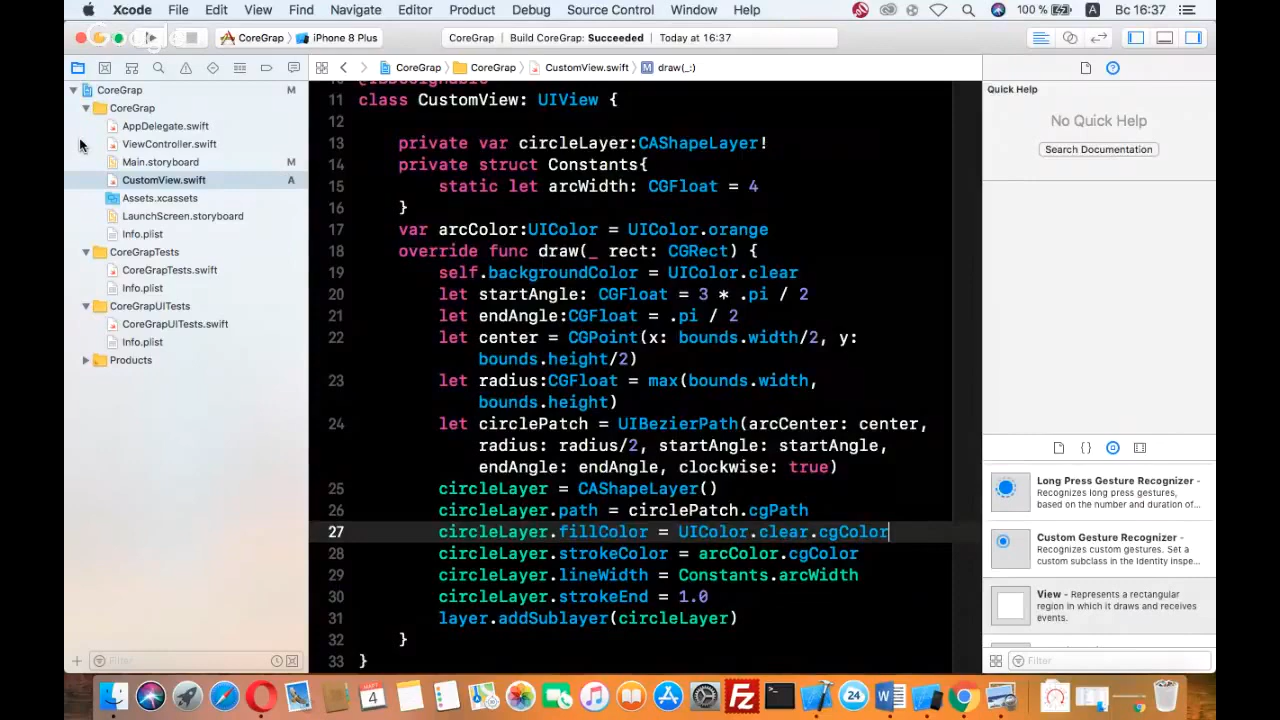 Xcode File Edit View Find Navigate Editor Product Debug Source Control Window Help 100 % A Вс 16:37
CoreGrap iPhone 8 Plus CoreGrap Build CoreGrap: Succeeded Today at 16:37
CoreGrap CoreGrap CustomView.swift M draw(_:)
CoreGrap M
CoreGrap
AppDelegate.swift
ViewController.swift
Main.storyboard M
CustomView.swift A
Assets.xcassets
LaunchScreen.storyboard
Info.plist
CoreGrapTests
CoreGrapTests.swift
Info.plist
CoreGrapUITests
CoreGrapUITests.swift
Info.plist
Products
Filter
10 @IBDesignable
11 class CustomView: UIView {
12
13 private var circleLayer:CAShapeLayer!
14 private struct Constants{
15 static let arcWidth: CGFloat = 4
16 }
17 var arcColor:UIColor = UIColor.orange
18 override func draw(_ rect: CGRect) {
19 self.backgroundColor = UIColor.clear
20 let startAngle: CGFloat = 3 * .pi / 2
21 let endAngle:CGFloat = .pi / 2
22 let center = CGPoint(x: bounds.width/2, y:
bounds.height/2)
23 let radius:CGFloat = max(bounds.width,
bounds.height)
24 let circlePatch = UIBezierPath(arcCenter: center,
radius: radius/2, startAngle: startAngle,
endAngle: endAngle, clockwise: true)
25 circleLayer = CAShapeLayer()
26 circleLayer.path = circlePatch.cgPath
27 circleLayer.fillColor = UIColor.clear.cgColor
28 circleLayer.strokeColor = arcColor.cgColor
29 circleLayer.lineWidth = Constants.arcWidth
30 circleLayer.strokeEnd = 1.0
31 layer.addSublayer(circleLayer)
32 }
33 }
Quick Help
No Quick Help
Search Documentation
{ }
Long Press Gesture Recognizer -
Recognizes long press gestures,
based on the number and duration of...
Custom Gesture Recognizer -
Recognizes custom gestures. Set a
custom subclass in the Identity inspe...
View - Represents a rectangular
region in which it draws and receives
events.
Filter
4
24
W
FZ